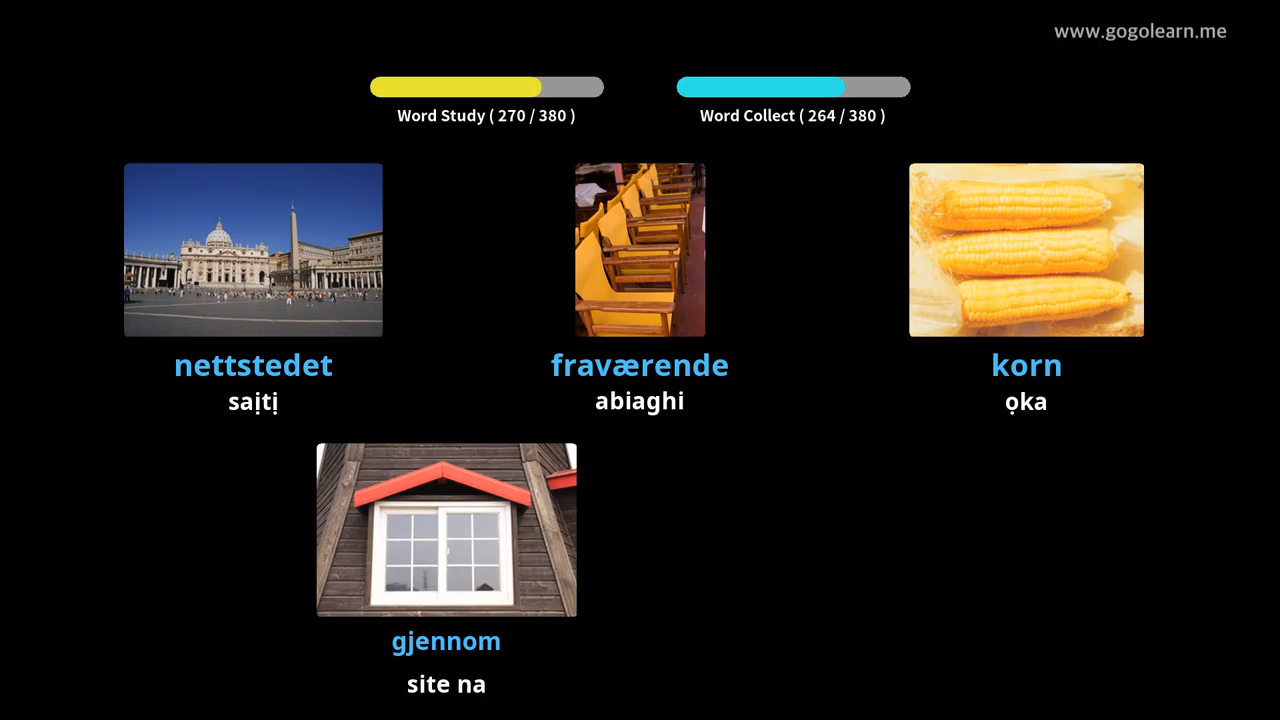 www.gogolearn.me
Word Study ( 270 / 380 )
Word Collect ( 264 / 380 )
nettstedet
saịtị
fraværende
abiaghi
korn
ọka
gjennom
site na